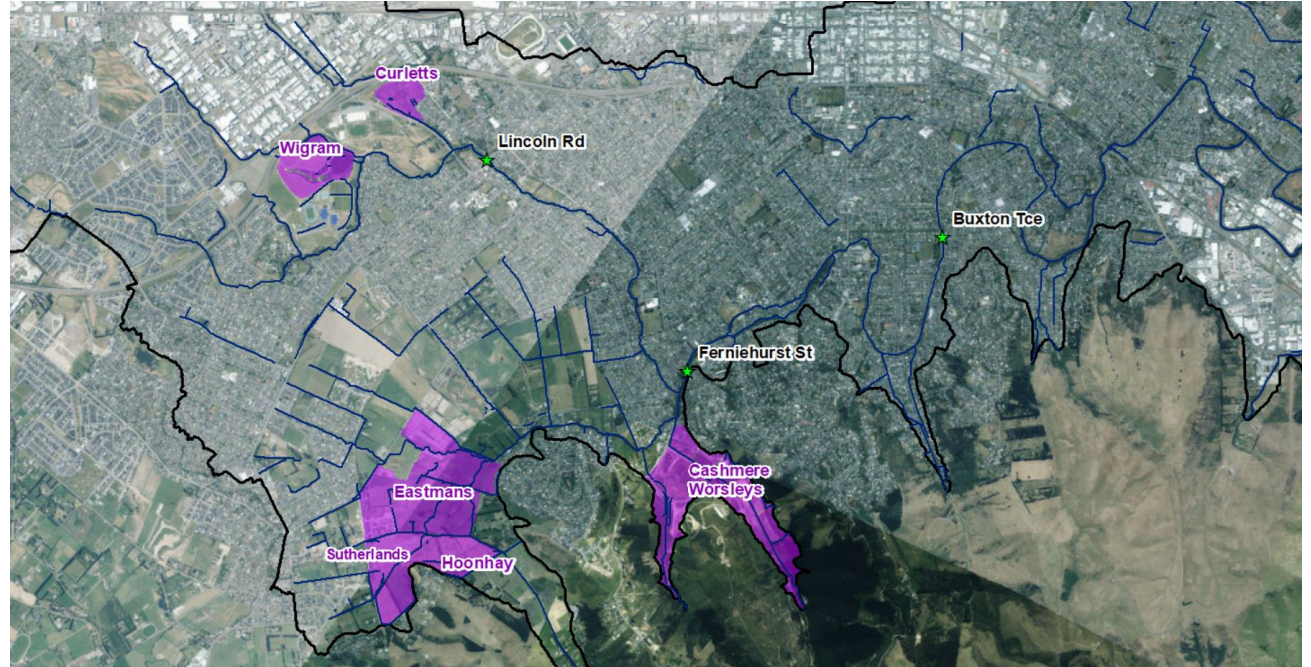 Curletts
Lincoln Rd
Wigram
Buxton Tce
Ferniehurst St
Cashmere
Worsleys
Eastmans
Sutherlands
Hoonhay